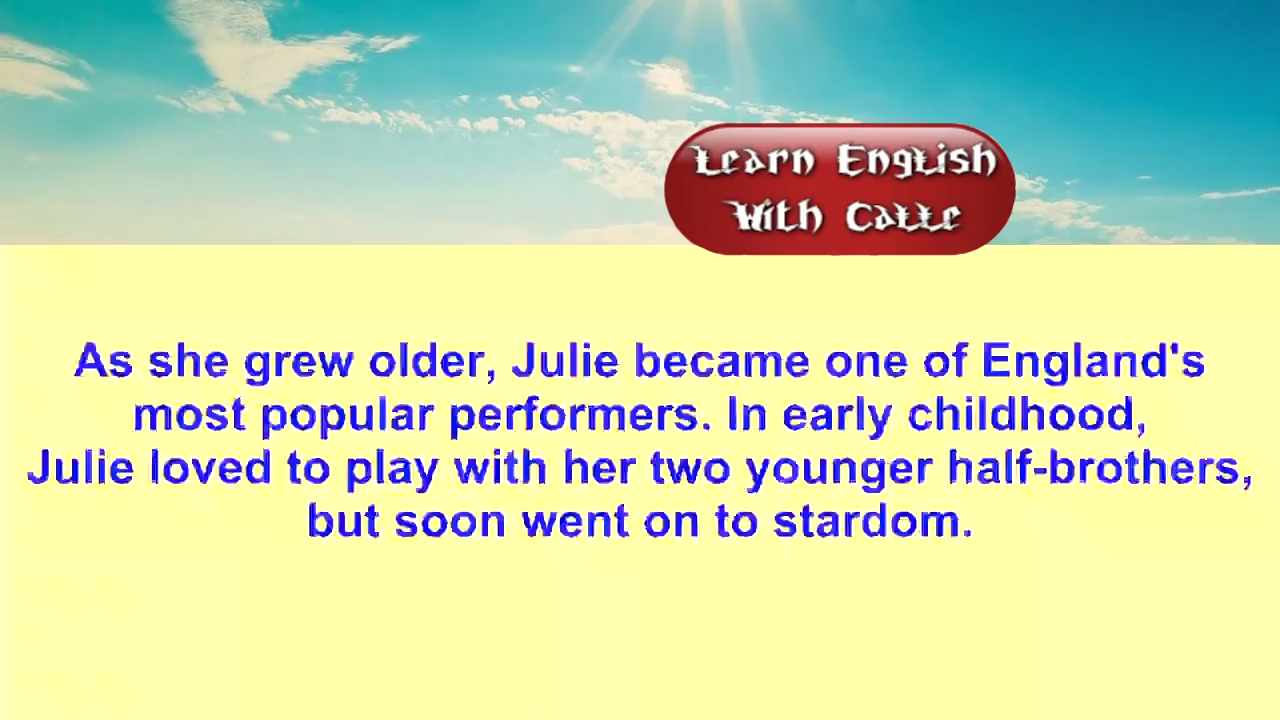 Learn English
With Calle
As she grew older, Julie became one of England's
most popular performers. In early childhood,
Julie loved to play with her two younger half-brothers,
but soon went on to stardom.